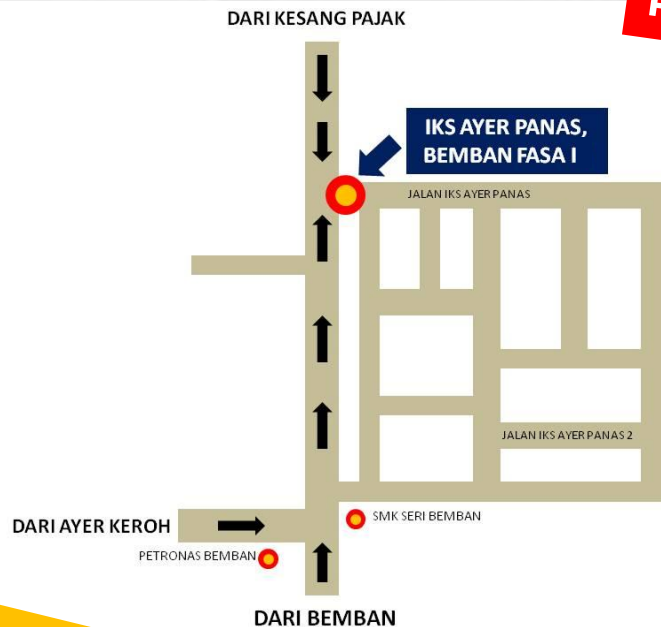 DARI KESANG PAJAK
IKS AYER PANAS,
BEMBAN FASA I
JALAN IKS AYER PANAS
JALAN IKS AYER PANAS 2
SMK SERI BEMBAN
DARI AYER KEROH
PETRONAS BEMBAN
DARI BEMBAN